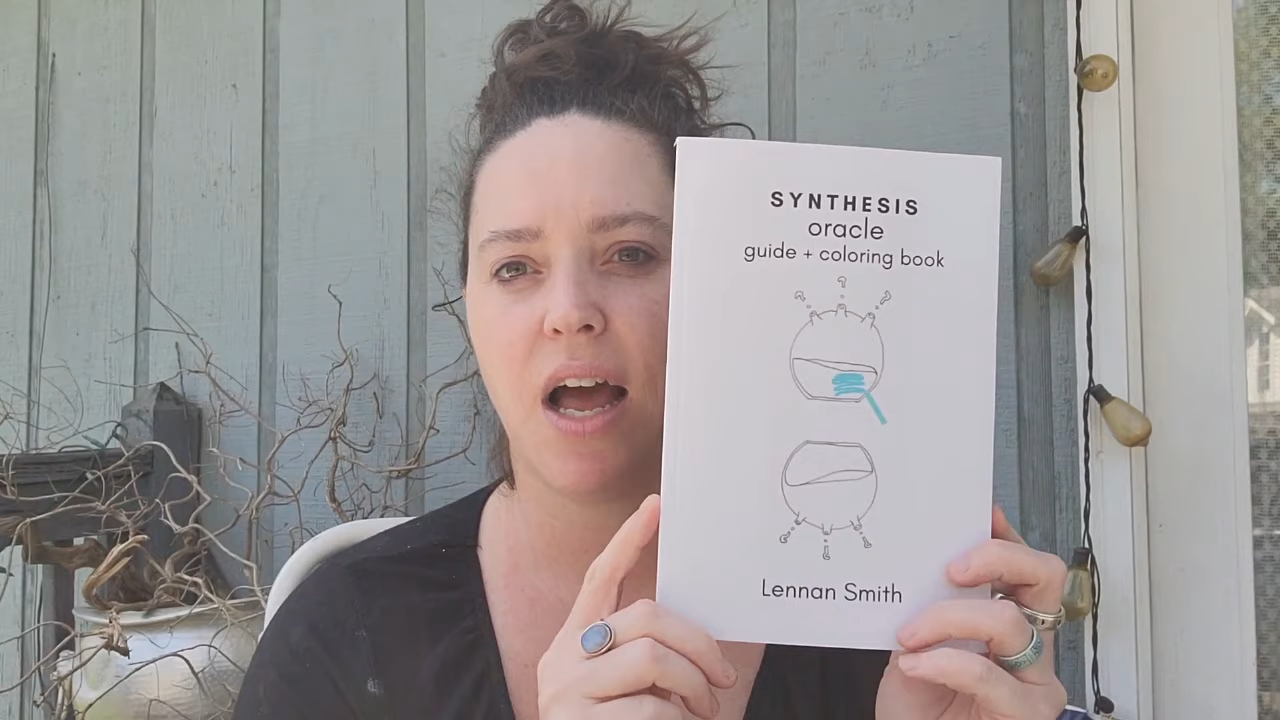 SYNTHESIS
oracle
guide + coloring book
? ? ?
Lennan Smith